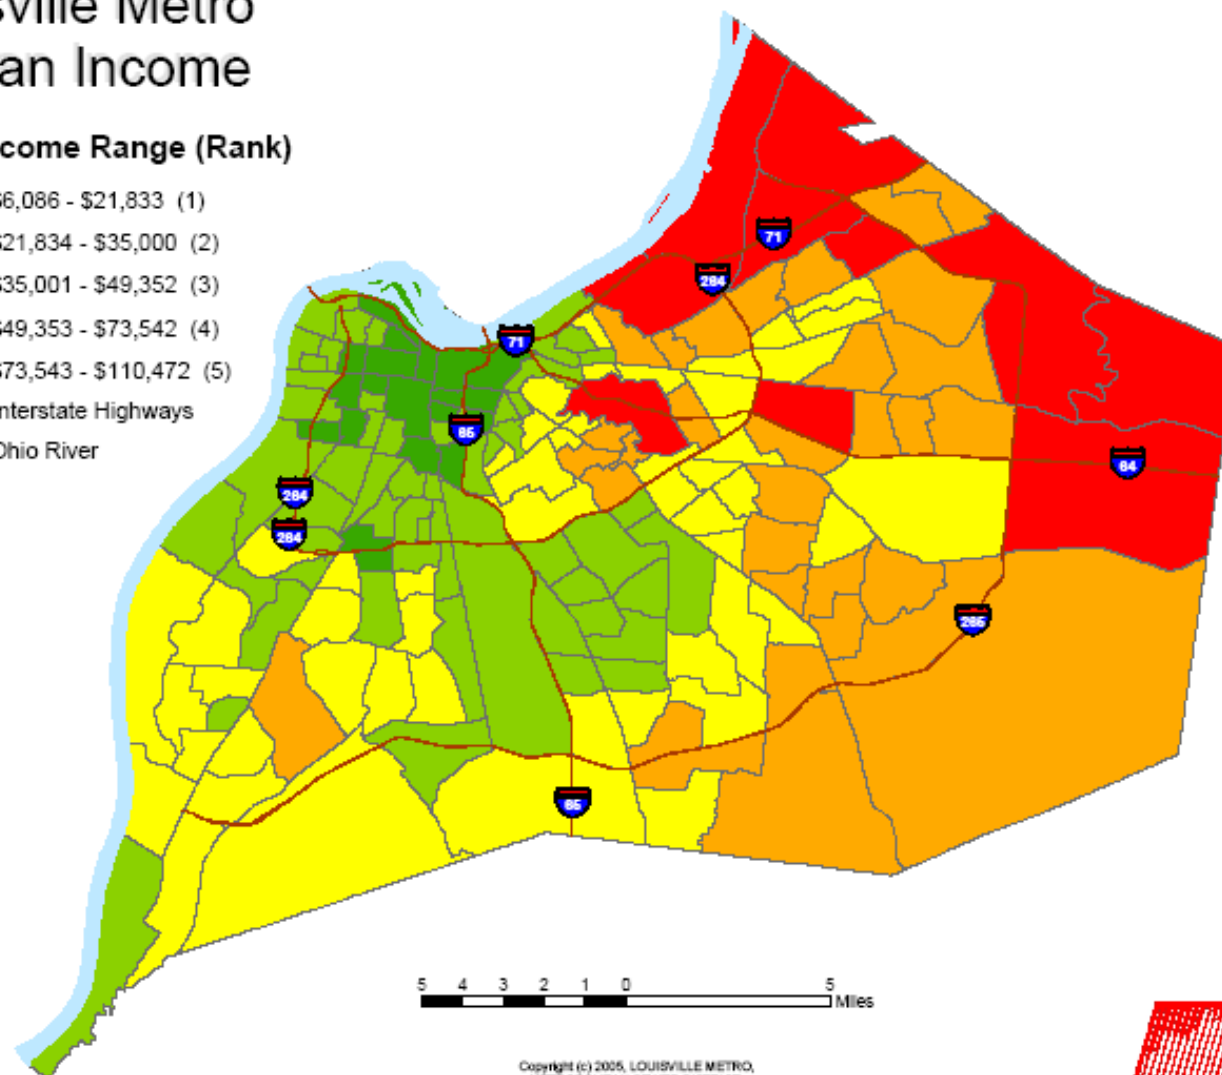 sville Metro
an Income
come Range (Rank)
$6,086 - $21,833 (1)
$21,834 - $35,000 (2)
$35,001 - $49,352 (3)
$49,353 - $73,542 (4)
$73,543 - $110,472 (5)
nterstate Highways
Ohio River
71
264
71
65
64
264
264
265
65
5 4 3 2 1 0 5
Miles
Copyright (c) 2005, LOUISVILLE METRO,